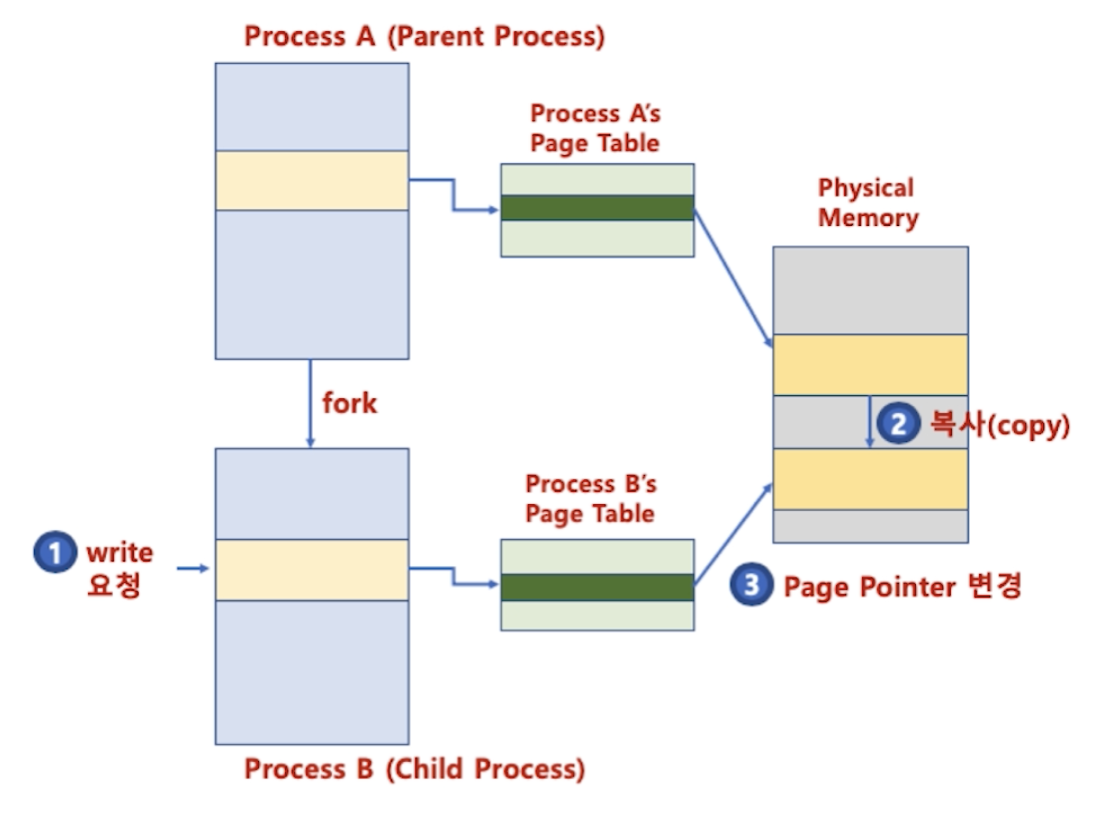 Process A (Parent Process)
Process A's
Page Table
Physical
Memory
fork
2 복사(copy)
Process B's
Page Table
1 write
요청
3 Page Pointer 변경
Process B (Child Process)